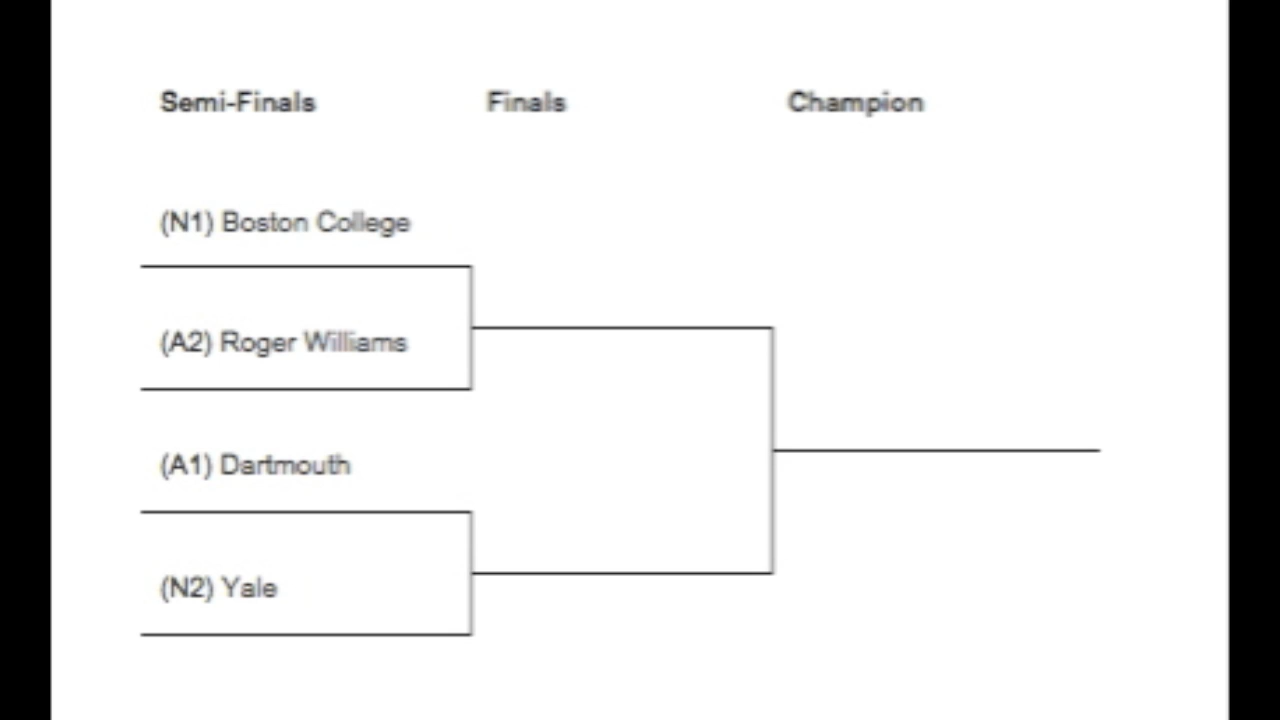 Semi-Finals Finals Champion
(N1) Boston College
(A2) Roger Williams
(A1) Dartmouth
(N2) Yale